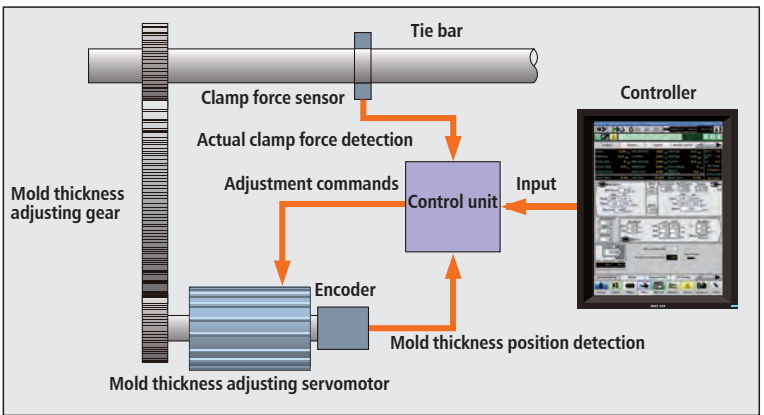 Tie bar
Clamp force sensor
Controller
Actual clamp force detection
Mold thickness
adjusting gear
Adjustment commands
Control unit
Input
Encoder
Mold thickness position detection
Mold thickness adjusting servomotor